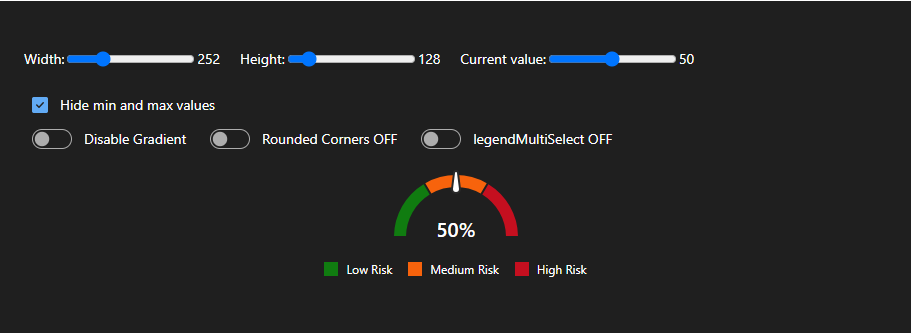 Width: 252 Height: 128 Current value: 50
Hide min and max values
Disable Gradient Rounded Corners OFF legendMultiSelect OFF
50%
Low Risk Medium Risk High Risk